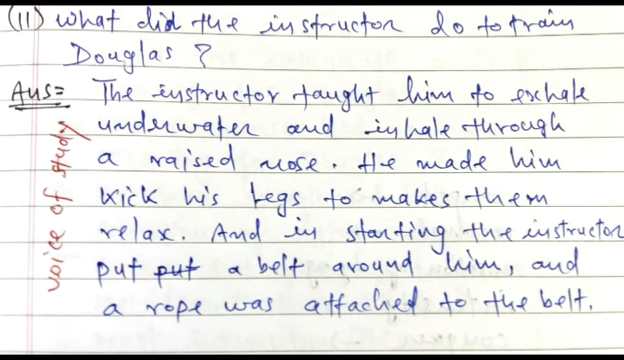 (11) what did the instructor do to train
Douglas ?
Ans= The instructor taught him to exhale
underwater and inhale through
a raised nose. He made him
kick his legs to makes them
relax. And in starting the instructor
put put a belt around him, and
a rope was attached to the belt.
voice of study